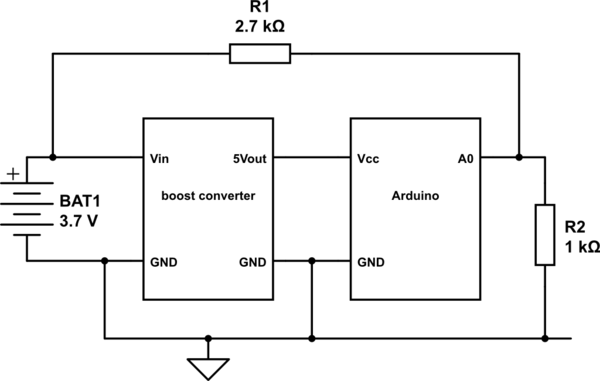 R1
2.7 kΩ
Vin
5Vout
Vcc
A0
+
BAT1
3.7 V
boost converter
Arduino
R2
1 kΩ
GND
GND
GND